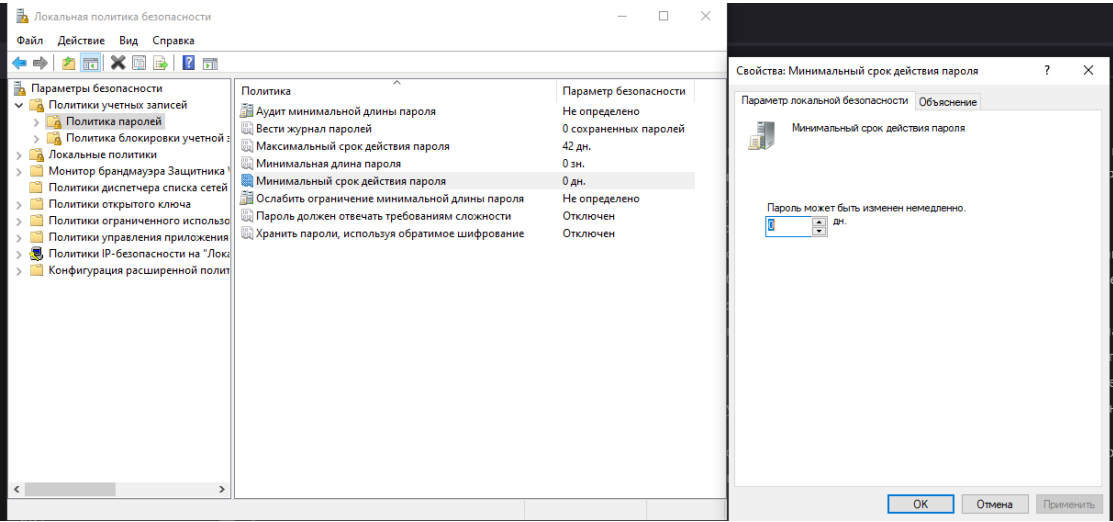 Локальная политика безопасности
Файл Действие Вид Справка
Параметры безопасности
Политики учетных записей
Политика паролей
Политика блокировки учетной з
Локальные политики
Монитор брандмауэра Защитника
Политики диспетчера списка сетей
Политики открытого ключа
Политики ограниченного использо
Политики управления приложения
Политики IP-безопасности на "Лока
Конфигурация расширенной полит
Политика Параметр безопасности
Аудит минимальной длины пароля Не определено
Вести журнал паролей 0 сохраненных паролей
Максимальный срок действия пароля 42 дн.
Минимальная длина пароля 0 зн.
Минимальный срок действия пароля 0 дн.
Ослабить ограничение минимальной длины пароля Не определено
Пароль должен отвечать требованиям сложности Отключен
Хранить пароли, используя обратимое шифрование Отключен
Свойства: Минимальный срок действия пароля ?
Параметр локальной безопасности Объяснение
Минимальный срок действия пароля
Пароль может быть изменен немедленно.
0 дн.
ОК Отмена Применить